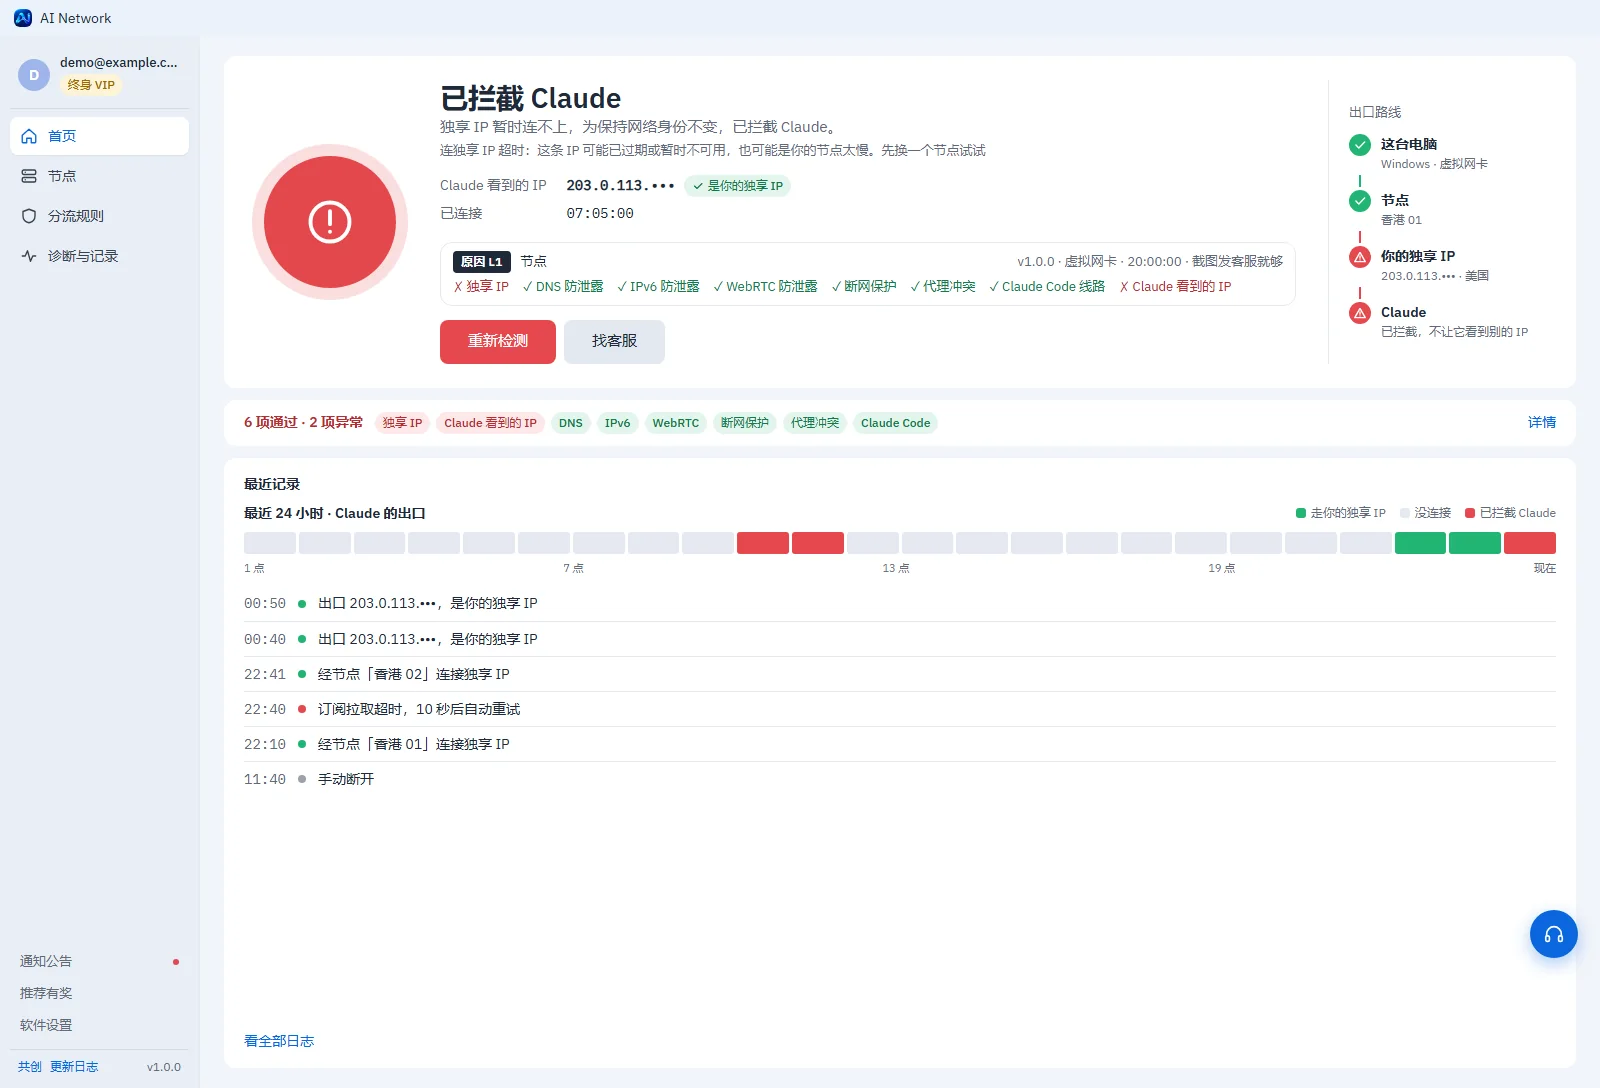 AI Network
D
demo@example.c...
终身 VIP
首页
节点
分流规则
诊断与记录
通知公告
推荐有奖
软件设置
共创 更新日志 v1.0.0
已拦截 Claude
独享 IP 暂时连不上，为保持网络身份不变，已拦截 Claude。
连独享 IP 超时：这条 IP 可能已过期或暂时不可用，也可能是你的节点太慢。先换一个节点试试
Claude 看到的 IP 203.0.113.••• ✓ 是你的独享 IP
已连接 07:05:00
原因 L1 节点 v1.0.0 · 虚拟网卡 · 20:00:00 · 截图发客服就够
✗ 独享 IP ✓ DNS 防泄露 ✓ IPv6 防泄露 ✓ WebRTC 防泄露 ✓ 断网保护 ✓ 代理冲突 ✓ Claude Code 线路 ✗ Claude 看到的 IP
重新检测 找客服
出口路线
这台电脑
Windows · 虚拟网卡
节点
香港 01
你的独享 IP
203.0.113.••• · 美国
Claude
已拦截，不让它看到别的 IP
6 项通过 · 2 项异常 独享 IP Claude 看到的 IP DNS IPv6 WebRTC 断网保护 代理冲突 Claude Code 详情
最近记录
最近 24 小时 · Claude 的出口 走你的独享 IP 没连接 已拦截 Claude
1 点 7 点 13 点 19 点 现在
00:50 出口 203.0.113.•••，是你的独享 IP
00:40 出口 203.0.113.•••，是你的独享 IP
22:41 经节点「香港 02」连接独享 IP
22:40 订阅拉取超时，10 秒后自动重试
22:10 经节点「香港 01」连接独享 IP
11:40 手动断开
看全部日志